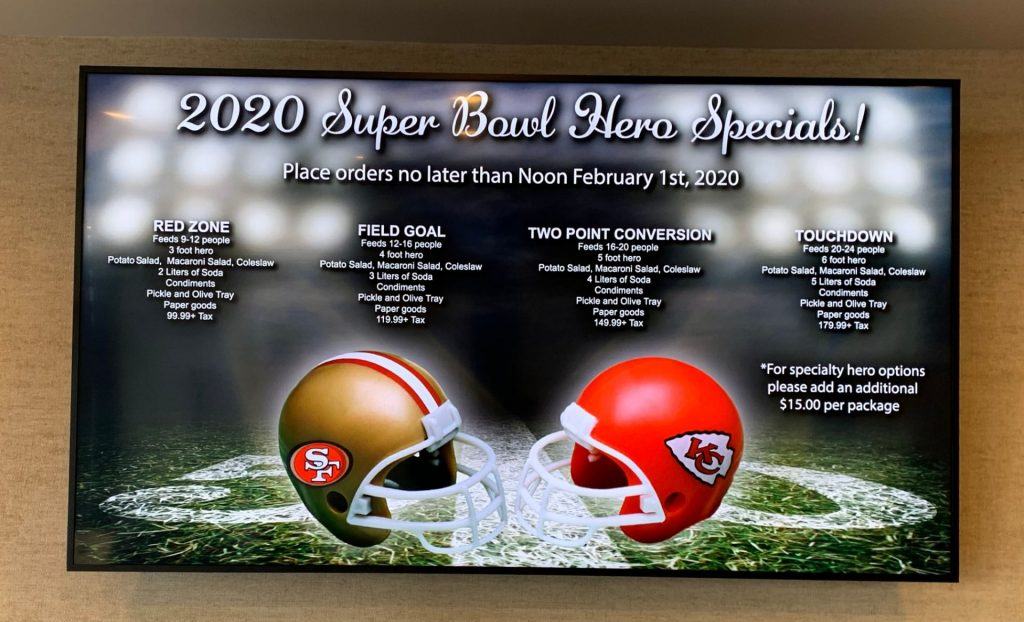 2020 Super Bowl Hero Specials!
Place orders no later than Noon February 1st, 2020
RED ZONE
Feeds 9-12 people
3 foot hero
Potato Salad, Macaroni Salad, Coleslaw
2 Liters of Soda
Condiments
Pickle and Olive Tray
Paper goods
99.99+ Tax
FIELD GOAL
Feeds 12-16 people
4 foot hero
Potato Salad, Macaroni Salad, Coleslaw
3 Liters of Soda
Condiments
Pickle and Olive Tray
Paper goods
119.99+ Tax
TWO POINT CONVERSION
Feeds 16-20 people
5 foot hero
Potato Salad, Macaroni Salad, Coleslaw
4 Liters of Soda
Condiments
Pickle and Olive Tray
Paper goods
149.99+ Tax
TOUCHDOWN
Feeds 20-24 people
6 foot hero
Potato Salad, Macaroni Salad, Coleslaw
5 Liters of Soda
Condiments
Pickle and Olive Tray
Paper goods
179.99+ Tax
*For specialty hero options
please add an additional
$15.00 per package
SF
KC